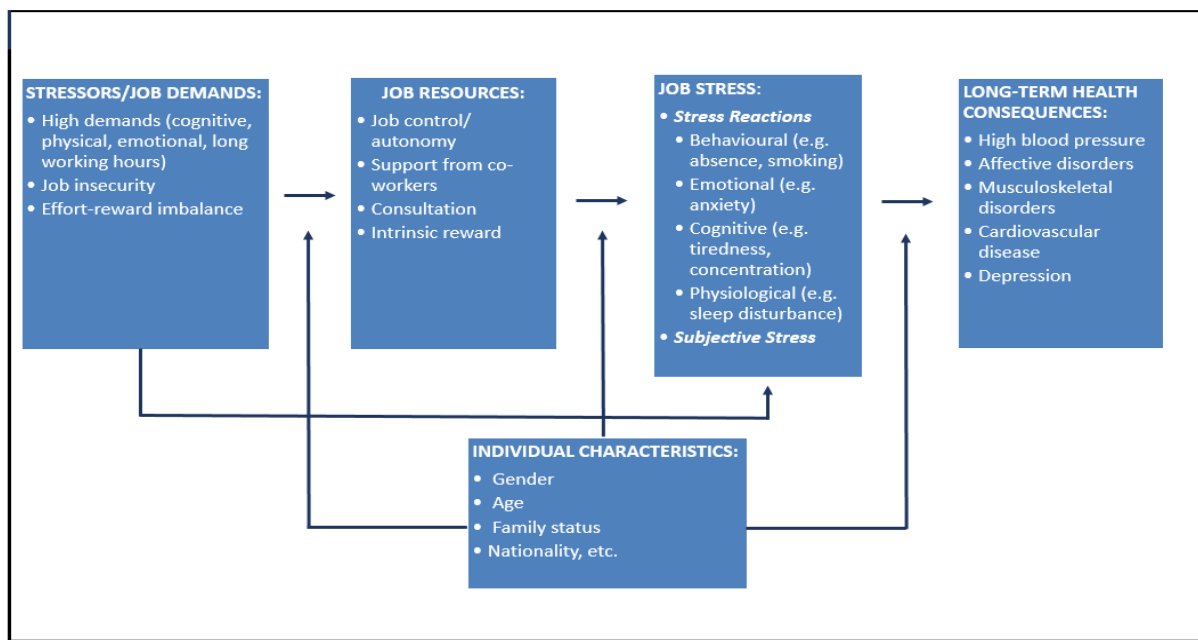 STRESSORS/JOB DEMANDS:
• High demands (cognitive,
physical, emotional, long
working hours)
• Job insecurity
• Effort-reward imbalance
JOB RESOURCES:
• Job control/
autonomy
• Support from co-
workers
• Consultation
• Intrinsic reward
JOB STRESS:
• Stress Reactions
• Behavioural (e.g.
absence, smoking)
• Emotional (e.g.
anxiety)
• Cognitive (e.g.
tiredness,
concentration)
• Physiological (e.g.
sleep disturbance)
• Subjective Stress
LONG-TERM HEALTH
CONSEQUENCES:
• High blood pressure
• Affective disorders
• Musculoskeletal
disorders
• Cardiovascular
disease
• Depression
INDIVIDUAL CHARACTERISTICS:
• Gender
• Age
• Family status
• Nationality, etc.